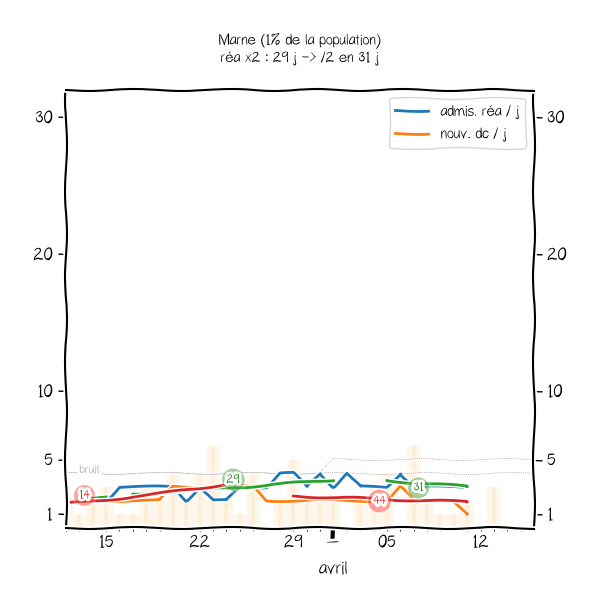 Marne (1% de la population)
réa x2 : 29 j -> /2 en 31 j
admis. réa / j
nouv. dc / j
30 30
20 20
10 10
5 5
1 1
bruit
14 29 44 31
15 22 29 1 05 12
avril